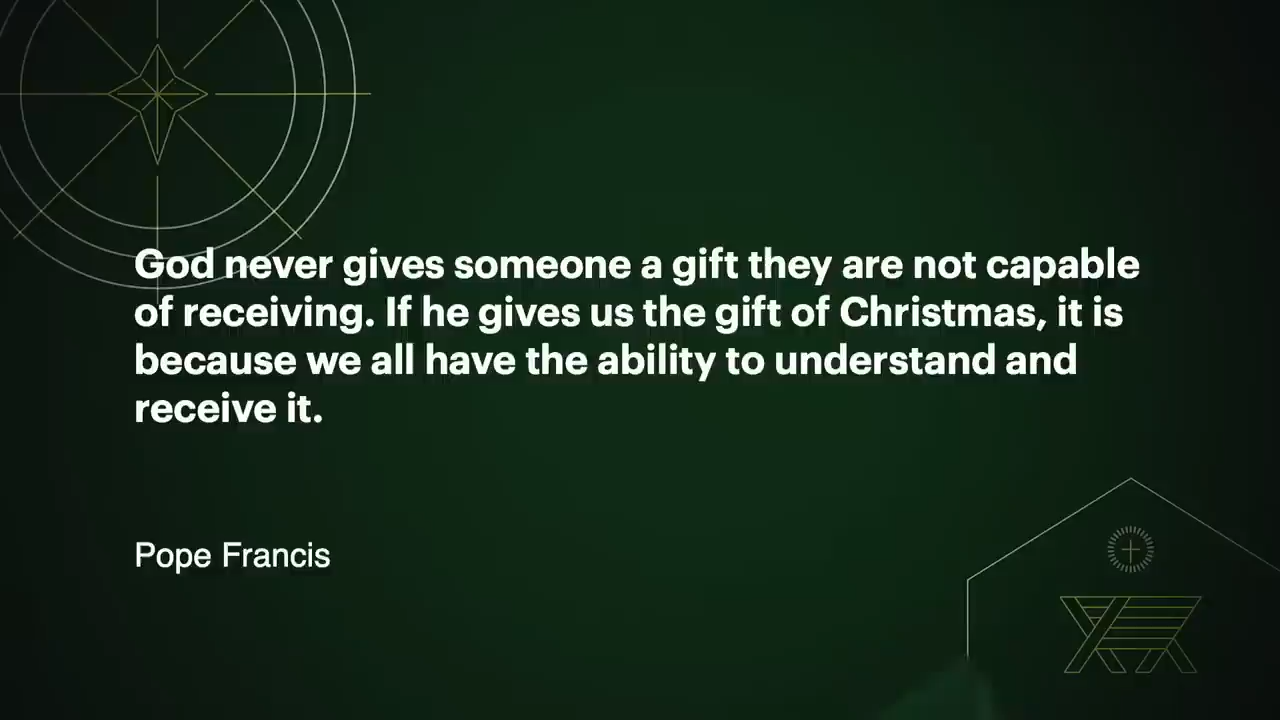 God never gives someone a gift they are not capable
of receiving. If he gives us the gift of Christmas, it is
because we all have the ability to understand and
receive it.
Pope Francis